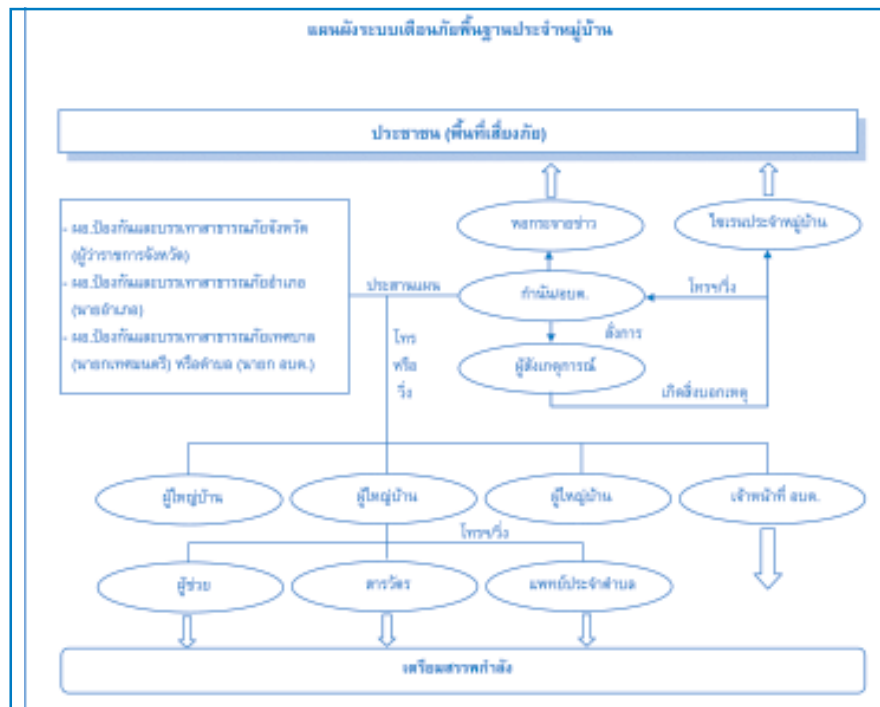 แผนผังระบบเตือนภัยพื้นฐานประจำหมู่บ้าน
ประชาชน (พื้นที่เสี่ยงภัย)
- ผอ.ป้องกันและบรรเทาสาธารณภัยจังหวัด
(ผู้ว่าราชการจังหวัด)
- ผอ.ป้องกันและบรรเทาสาธารณภัยอำเภอ
(นายอำเภอ)
- ผอ.ป้องกันและบรรเทาสาธารณภัยเทศบาล
(นายกเทศมนตรี) หรือตำบล (นายก อบต.)
หอกระจายข่าว
ไซเรนประจำหมู่บ้าน
ประสานแผน
กำนัน/อบต.
โทรฯ/วิ่ง
สั่งการ
โทร
หรือ
วิ่ง
ผู้สังเกตุการณ์
เกิดสิ่งบอกเหตุ
ผู้ใหญ่บ้าน
ผู้ใหญ่บ้าน
ผู้ใหญ่บ้าน
เจ้าหน้าที่ อบต.
โทรฯ/วิ่ง
ผู้ช่วย
สารวัตร
แพทย์ประจำตำบล
เตรียมสรรพกำลัง